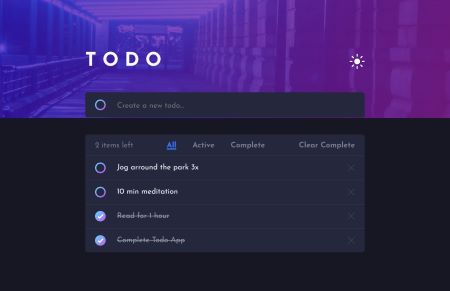 TODO
Create a new todo...
2 items left All Active Complete Clear Complete
Jog arround the park 3x
10 min meditation
Read for 1 hour
Complete Todo App